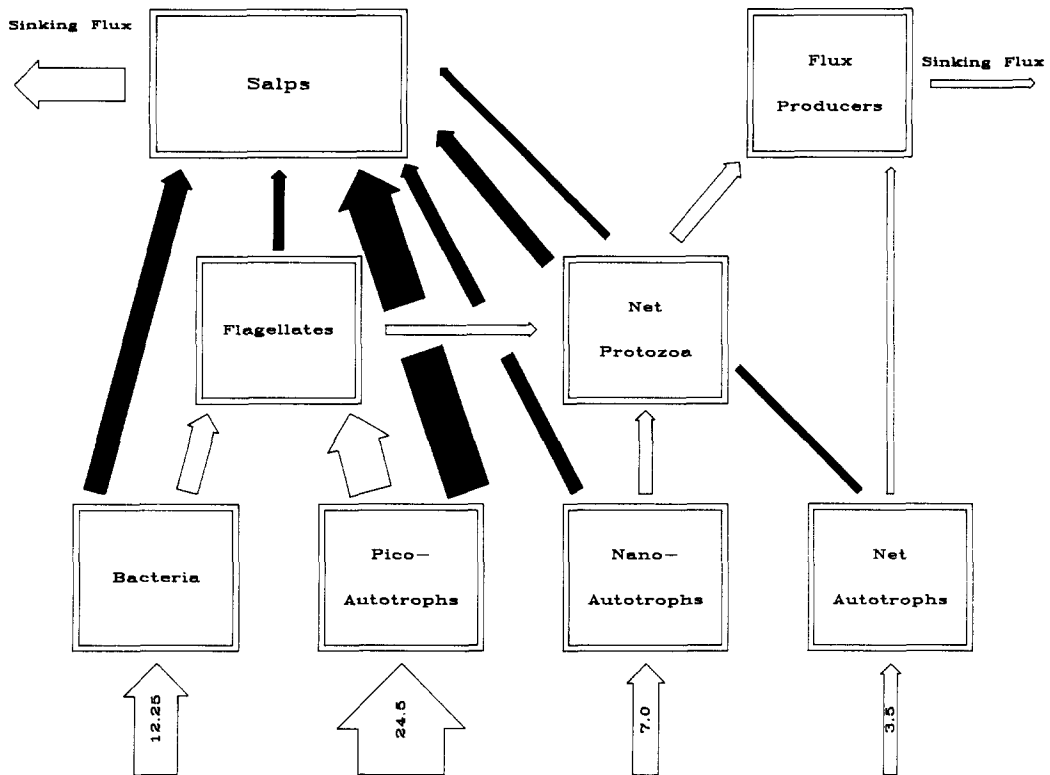 Sinking Flux
Salps
Flux
Producers
Sinking Flux
Flagellates
Net
Protozoa
Bacteria
Pico-
Autotrophs
Nano-
Autotrophs
Net
Autotrophs
12.25
24.5
7.0
3.5